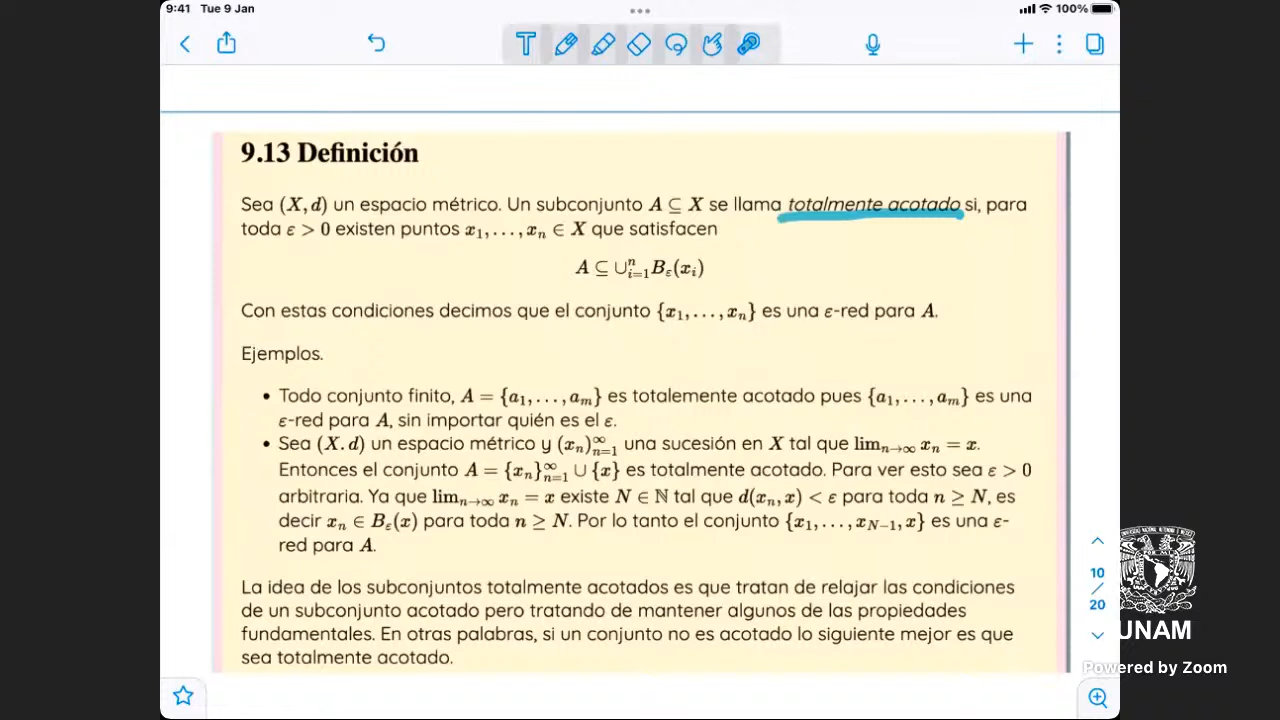 9:41 Tue 9 Jan
100%
9.13 Definición
Sea (X, d) un espacio métrico. Un subconjunto A ⊆ X se llama totalmente acotado si, para
toda ε > 0 existen puntos x₁, . . . , xₙ ∈ X que satisfacen
A ⊆ ∪ⁿᵢ₌₁ Bε(xᵢ)
Con estas condiciones decimos que el conjunto {x₁, . . . , xₙ} es una ε-red para A.
Ejemplos.
• Todo conjunto finito, A = {a₁, . . . , aₘ} es totalemente acotado pues {a₁, . . . , aₘ} es una
ε-red para A, sin importar quién es el ε.
• Sea (X. d) un espacio métrico y (xₙ)∞ₙ₌₁ una sucesión en X tal que limₙ→∞ xₙ = x.
Entonces el conjunto A = {xₙ}∞ₙ₌₁ ∪ {x} es totalmente acotado. Para ver esto sea ε > 0
arbitraria. Ya que limₙ→∞ xₙ = x existe N ∈ ℕ tal que d(xₙ, x) < ε para toda n ≥ N, es
decir xₙ ∈ Bε(x) para toda n ≥ N. Por lo tanto el conjunto {x₁, . . . , x_{N−1}, x} es una ε-
red para A.
La idea de los subconjuntos totalmente acotados es que tratan de relajar las condiciones
de un subconjunto acotado pero tratando de mantener algunos de las propiedades
fundamentales. En otras palabras, si un conjunto no es acotado lo siguiente mejor es que
sea totalmente acotado.
10
/
20
UNAM
Powered by Zoom